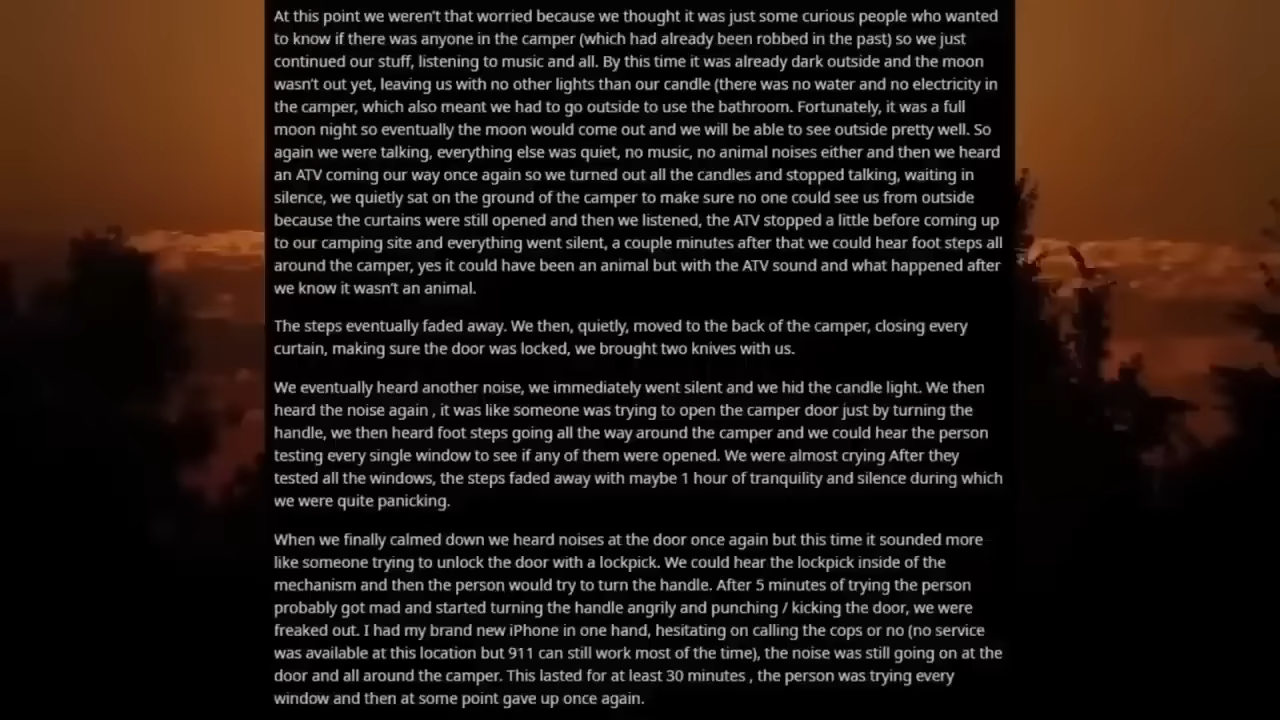 At this point we weren't that worried because we thought it was just some curious people who wanted
to know if there was anyone in the camper (which had already been robbed in the past) so we just
continued our stuff, listening to music and all. By this time it was already dark outside and the moon
wasn't out yet, leaving us with no other lights than our candle (there was no water and no electricity in
the camper, which also meant we had to go outside to use the bathroom. Fortunately, it was a full
moon night so eventually the moon would come out and we will be able to see outside pretty well. So
again we were talking, everything else was quiet, no music, no animal noises either and then we heard
an ATV coming our way once again so we turned out all the candles and stopped talking, waiting in
silence, we quietly sat on the ground of the camper to make sure no one could see us from outside
because the curtains were still opened and then we listened, the ATV stopped a little before coming up
to our camping site and everything went silent, a couple minutes after that we could hear foot steps all
around the camper, yes it could have been an animal but with the ATV sound and what happened after
we know it wasn't an animal.
The steps eventually faded away. We then, quietly, moved to the back of the camper, closing every
curtain, making sure the door was locked, we brought two knives with us.
We eventually heard another noise, we immediately went silent and we hid the candle light. We then
heard the noise again , it was like someone was trying to open the camper door just by turning the
handle, we then heard foot steps going all the way around the camper and we could hear the person
testing every single window to see if any of them were opened. We were almost crying After they
tested all the windows, the steps faded away with maybe 1 hour of tranquility and silence during which
we were quite panicking.
When we finally calmed down we heard noises at the door once again but this time it sounded more
like someone trying to unlock the door with a lockpick. We could hear the lockpick inside of the
mechanism and then the person would try to turn the handle. After 5 minutes of trying the person
probably got mad and started turning the handle angrily and punching / kicking the door, we were
freaked out. I had my brand new iPhone in one hand, hesitating on calling the cops or no (no service
was available at this location but 911 can still work most of the time), the noise was still going on at the
door and all around the camper. This lasted for at least 30 minutes , the person was trying every
window and then at some point gave up once again.